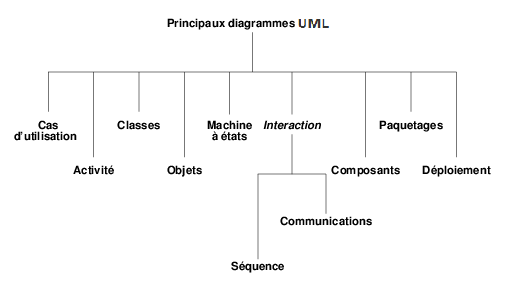 Principaux diagrammes UML
Cas
d'utilisation
Classes
Machine
à états
Interaction
Paquetages
Activité
Objets
Composants
Déploiement
Communications
Séquence